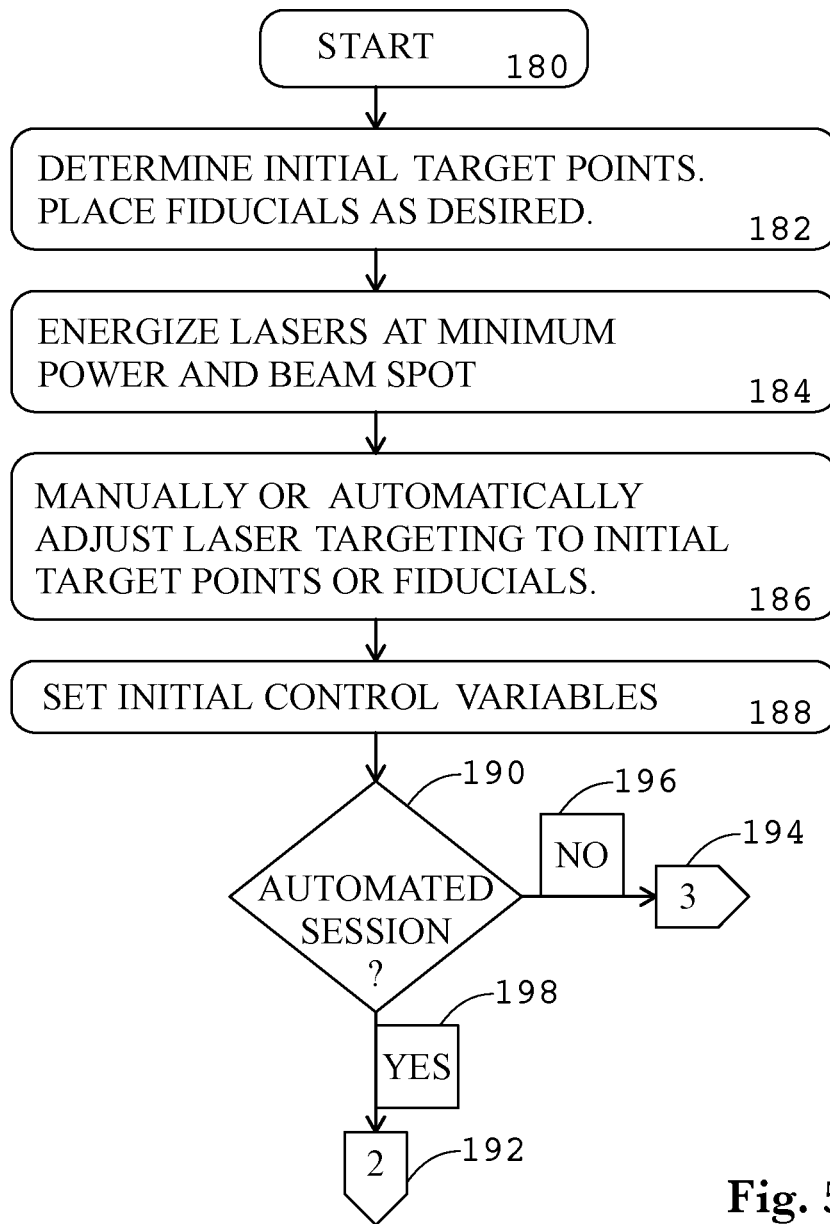 START
180
DETERMINE INITIAL TARGET POINTS.
PLACE FIDUCIALS AS DESIRED.
182
ENERGIZE LASERS AT MINIMUM
POWER AND BEAM SPOT
184
MANUALLY OR AUTOMATICALLY
ADJUST LASER TARGETING TO INITIAL
TARGET POINTS OR FIDUCIALS.
186
SET INITIAL CONTROL VARIABLES
188
190
196
194
NO
3
AUTOMATED
SESSION
?
198
YES
2
192
Fig. 5